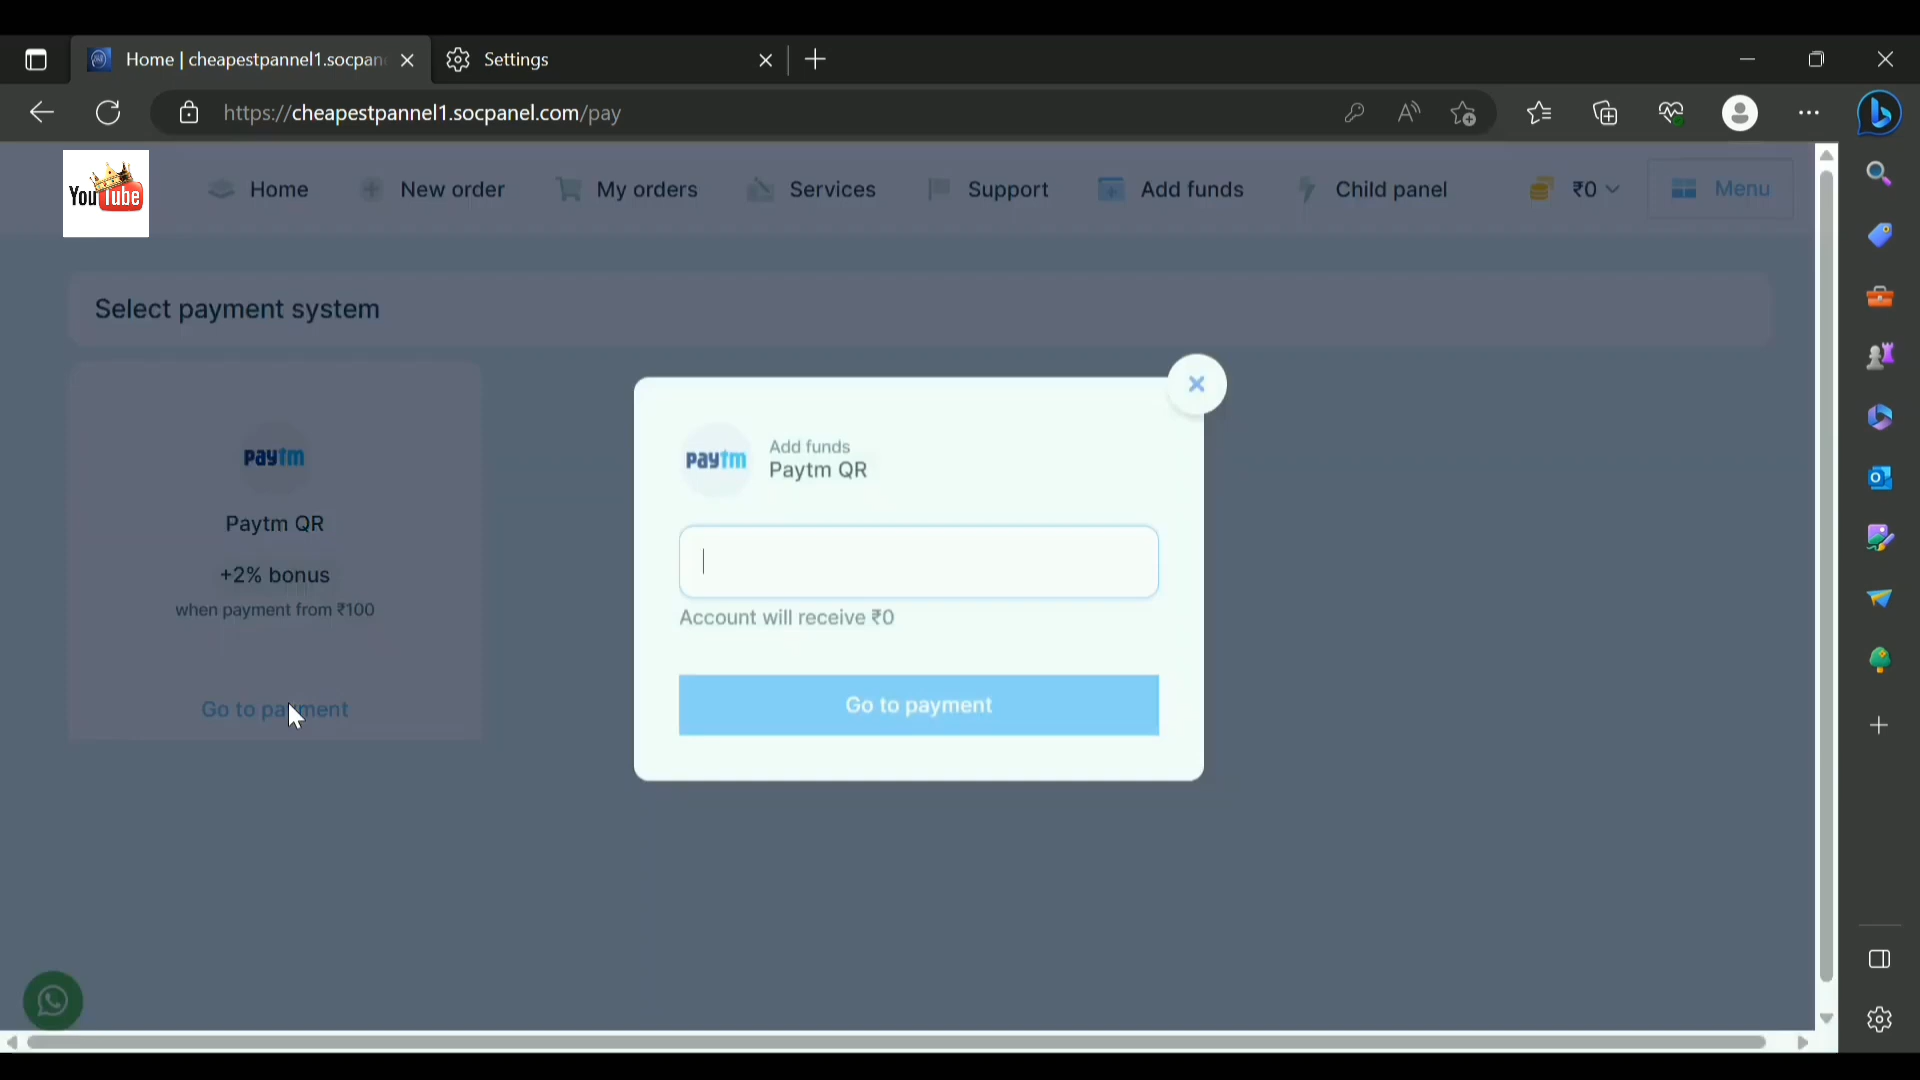 Home | cheapestpannel1.socpan
Settings
https://cheapestpannel1.socpanel.com/pay
YouTube
Home
New order
My orders
Services
Support
Add funds
Child panel
₹0
Menu
Select payment system
paytm
Paytm QR
+2% bonus
when payment from ₹100
Go to payment
paytm
Add funds
Paytm QR
Account will receive ₹0
Go to payment